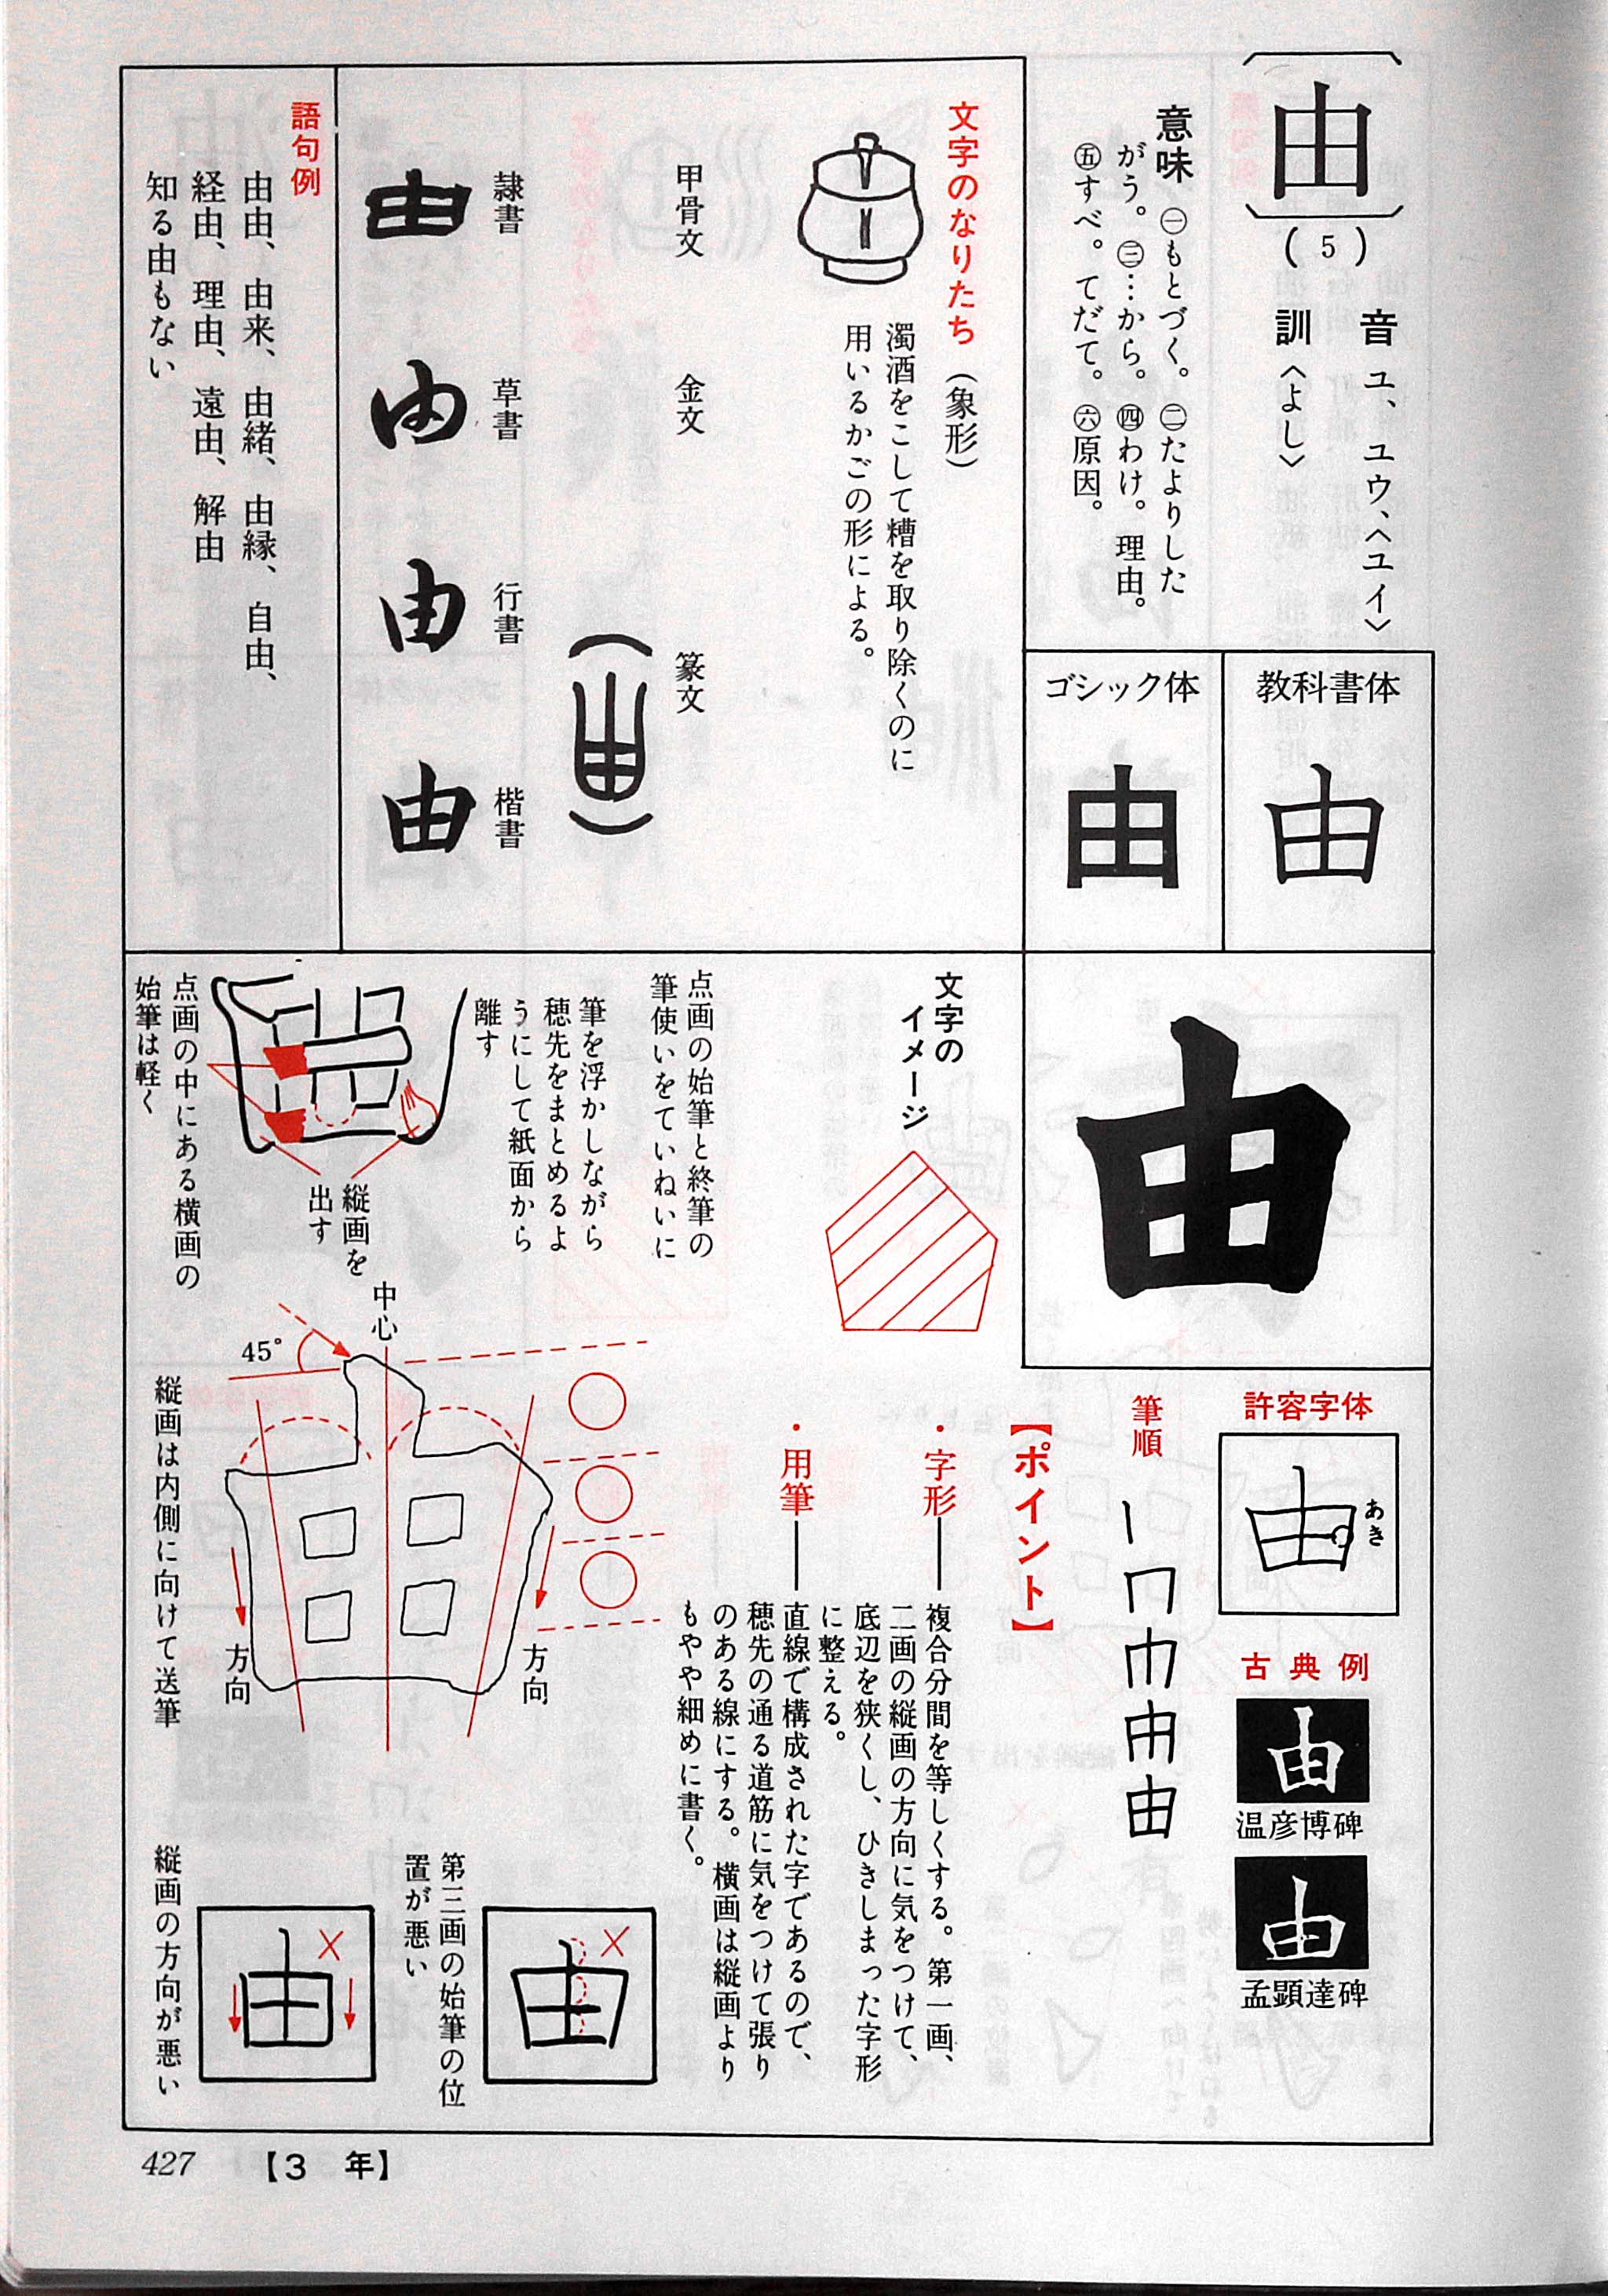 由
(5)
音 ユ、ユウ、〈ユイ〉
訓 〈よし〉
意味 ㊀もとづく。㊁たよりした
がう。㊂…から。㊃わけ。理由。
㊄すべ。てだて。㊅原因。
教科書体
由
ゴシック体
由
文字のなりたち（象形）
濁酒をこして糟を取り除くのに
用いるかごの形による。
甲骨文
金文
篆文
隷書
由
草書
由
行書
由
楷書
由
語句例
由由、由来、由緒、由縁、自由、
経由、理由、遠由、解由
知る由もない
由
許容字体
由
あき
古典例
由
温彦博碑
由
孟顕達碑
筆順
由
【ポイント】
・字形―複合分間を等しくする。第一画、
二画の縦画の方向に気をつけて、
底辺を狭くし、ひきしまった字形
に整える。
・用筆―直線で構成された字であるので、
穂先の通る道筋に気をつけて張り
のある線にする。横画は縦画より
もやや細めに書く。
文字の
イメージ
点画の始筆と終筆の
筆使いをていねいに
筆を浮かしながら
穂先をまとめるよ
うにして紙面から
離す
縦画を
出す
点画の中にある横画の
始筆は軽く
中心
45°
方向
方向
縦画は内側に向けて送筆
由
第三画の始筆の位
置が悪い
由
縦画の方向が悪い
427 【3 年】